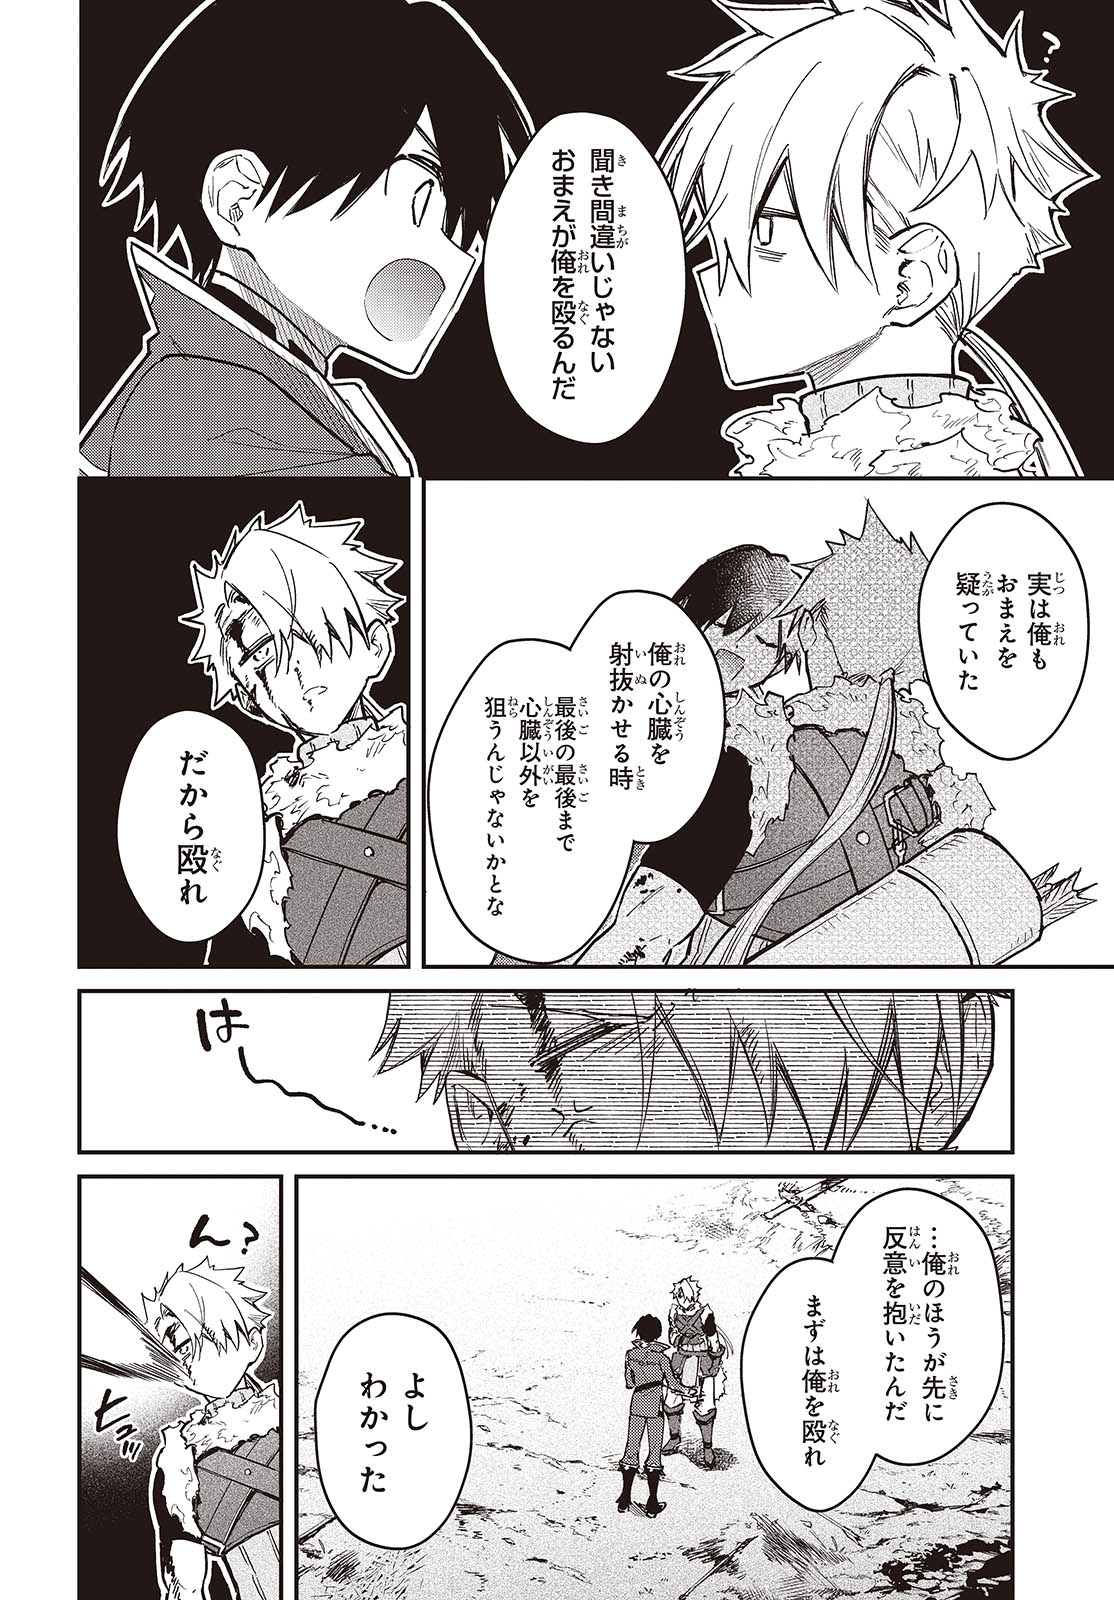 ？
聞き間違いじゃない
おまえが俺を殴るんだ
実は俺も
おまえを
疑っていた
俺の心臓を
射抜かせる時
最後の最後まで
心臓以外を
狙うんじゃないかとな
だから殴れ
は〜…
…俺のほうが先に
反意を抱いたんだ
まずは俺を殴れ
よし
わかった
ん？
ヒュッ